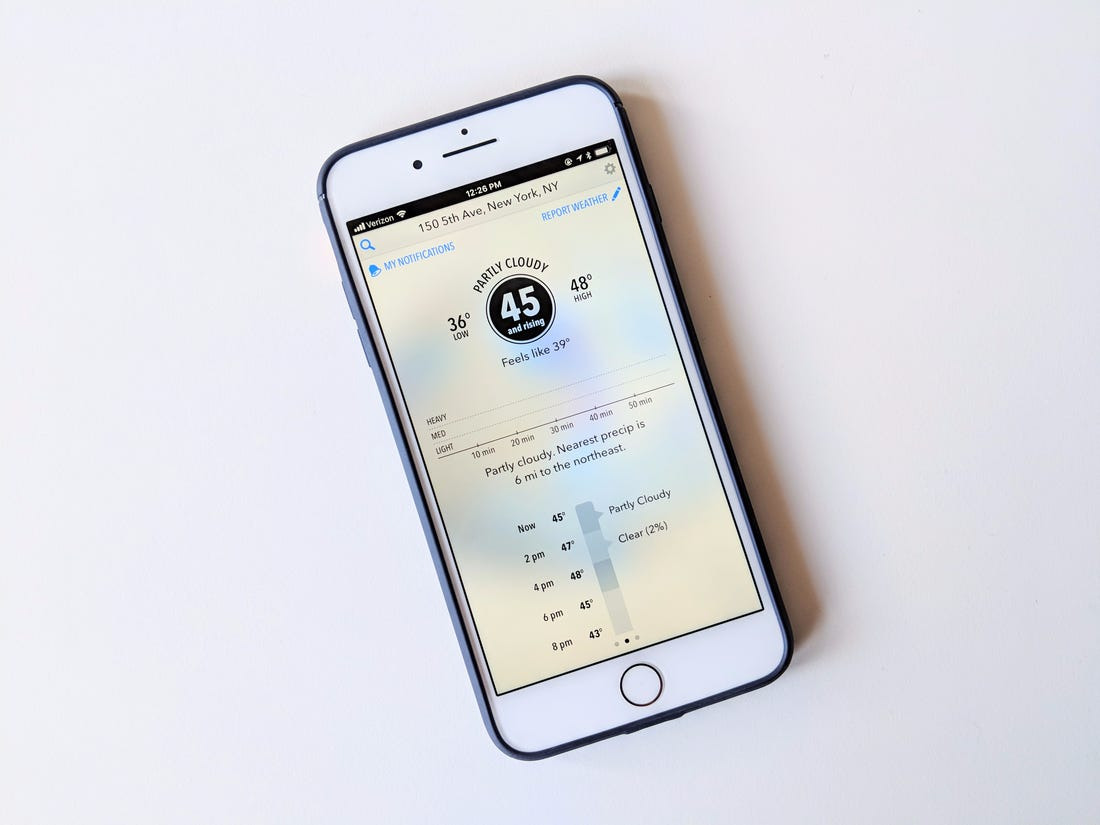 Verizon 12:26 PM
150 5th Ave, New York, NY
MY NOTIFICATIONS REPORT WEATHER
PARTLY CLOUDY
36° LOW
45
and rising
48° HIGH
Feels like 39°
HEAVY
MED
LIGHT
10 min 20 min 30 min 40 min 50 min
Partly cloudy. Nearest precip is
6 mi to the northeast.
Now 45° Partly Cloudy
2 pm 47° Clear (2%)
4 pm 48°
6 pm 45°
8 pm 43°